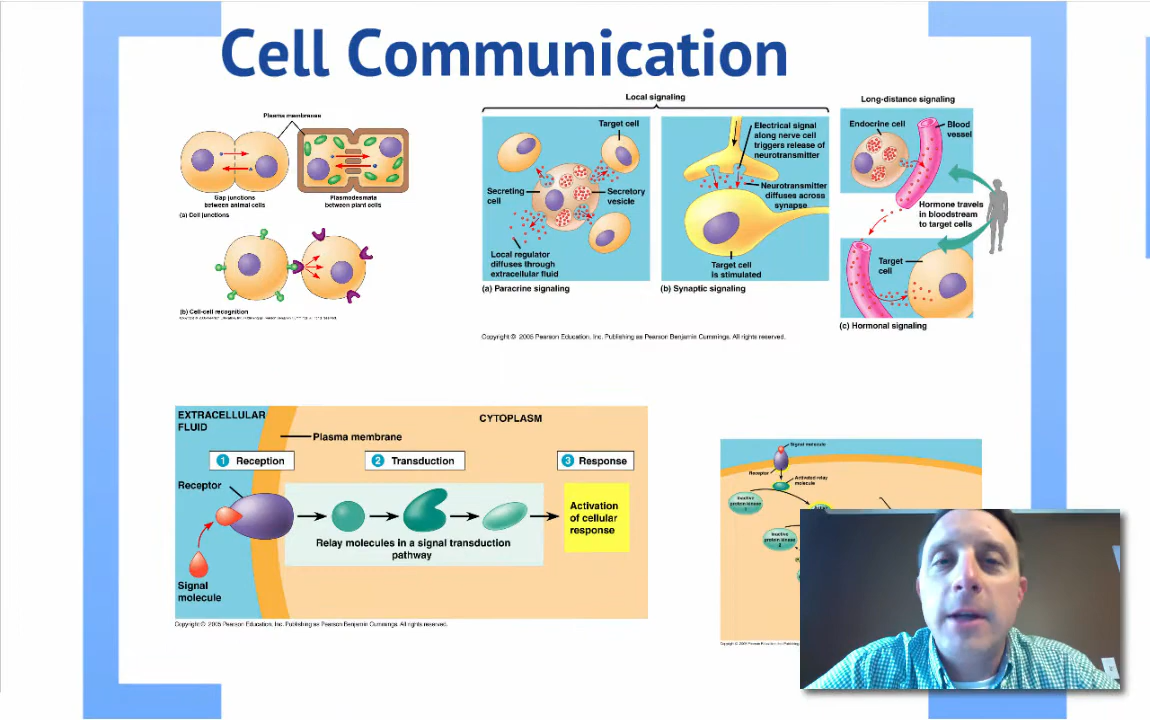 Cell Communication
Plasma membranes
Gap junctions
between animal cells
Plasmodesmata
between plant cells
(a) Cell junctions
(b) Cell-cell recognition
Local signaling
Target cell
Secreting
cell
Secretory
vesicle
Local regulator
diffuses through
extracellular fluid
(a) Paracrine signaling
Electrical signal
along nerve cell
triggers release of
neurotransmitter
Neurotransmitter
diffuses across
synapse
Target cell
is stimulated
(b) Synaptic signaling
Long-distance signaling
Endocrine cell
Blood
vessel
Hormone travels
in bloodstream
to target cells
Target
cell
(c) Hormonal signaling
Copyright © 2005 Pearson Education, Inc. Publishing as Pearson Benjamin Cummings. All rights reserved.
EXTRACELLULAR
FLUID
CYTOPLASM
Plasma membrane
1 Reception
2 Transduction
3 Response
Receptor
Activation
of cellular
response
Relay molecules in a signal transduction
pathway
Signal
molecule
Copyright © 2005 Pearson Education, Inc. Publishing as Pearson Benjamin Cummings. All rights reserved.
Signal molecule
Receptor
Activated relay
molecule
Inactive
protein kinase
1
Inactive
protein kinase
2